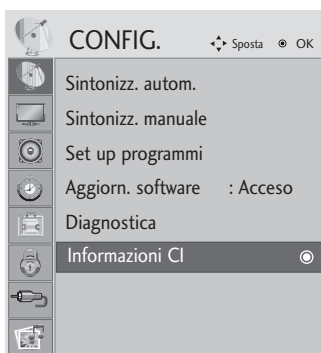 CONFIG. Sposta OK
Sintonizz. autom.
Sintonizz. manuale
Set up programmi
Aggiorn. software : Acceso
Diagnostica
Informazioni CI